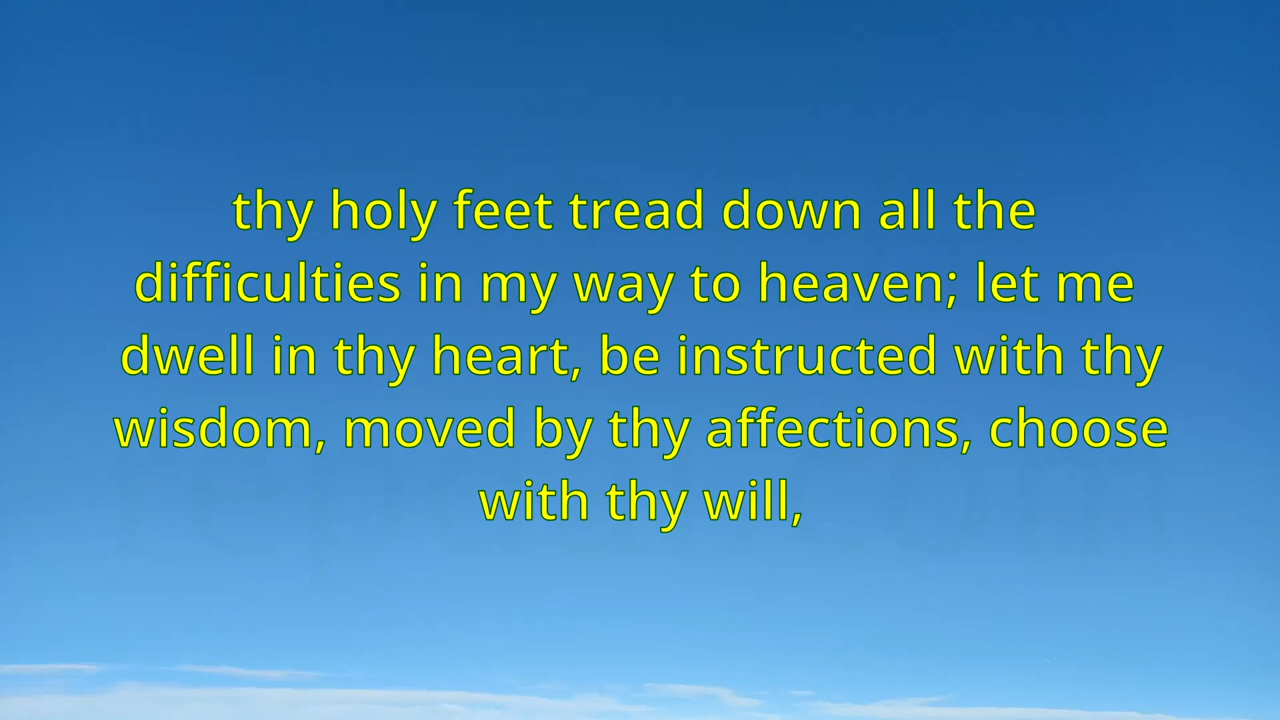 thy holy feet tread down all the
difficulties in my way to heaven; let me
dwell in thy heart, be instructed with thy
wisdom, moved by thy affections, choose
with thy will,